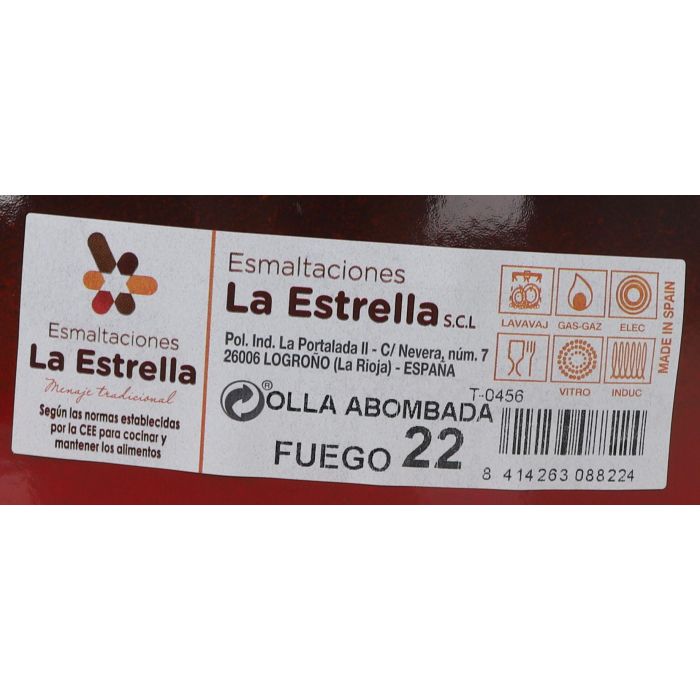 Esmaltaciones
La Estrella
Menaje tradicional
Según las normas establecidas
por la CEE para cocinar y
mantener los alimentos
Esmaltaciones
La Estrella S.C.L
Pol. Ind. La Portalada II - C/ Nevera, núm. 7
26006 LOGROÑO (La Rioja) - ESPAÑA
® OLLA ABOMBADA
FUEGO 22
LAVAVAJ GAS-GAZ ELEC
VITRO INDUC
MADE IN SPAIN
T-0456
8 414263 088224